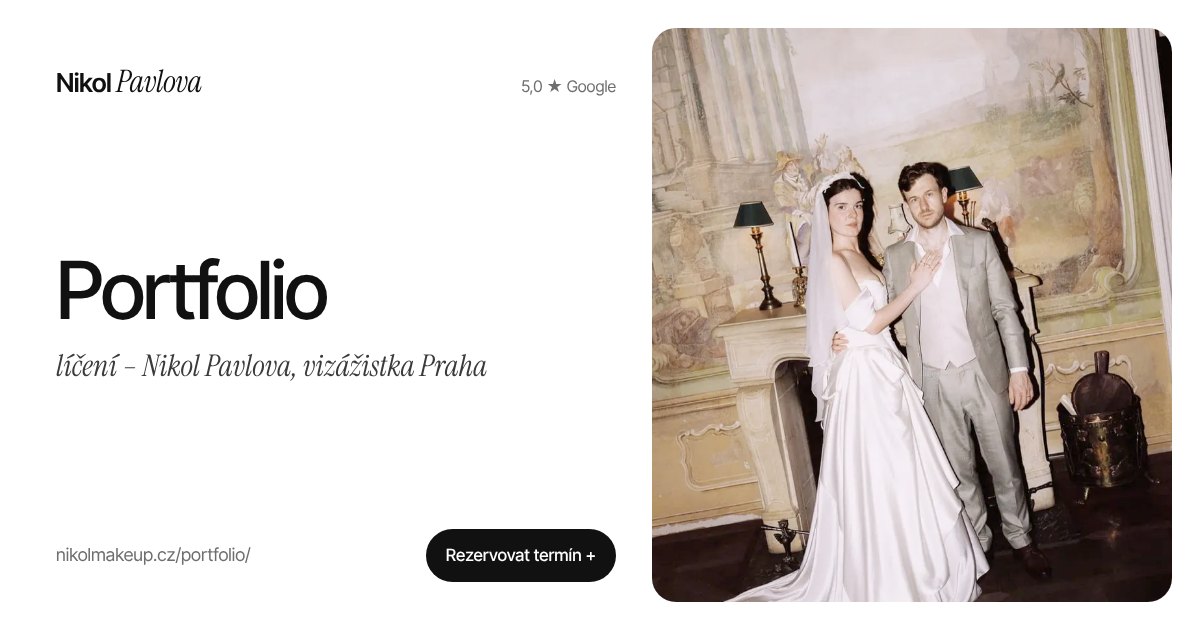 Nikol Pavlova
5,0 ★ Google
Portfolio
líčení – Nikol Pavlova, vizážistka Praha
nikolmakeup.cz/portfolio/
Rezervovat termín +